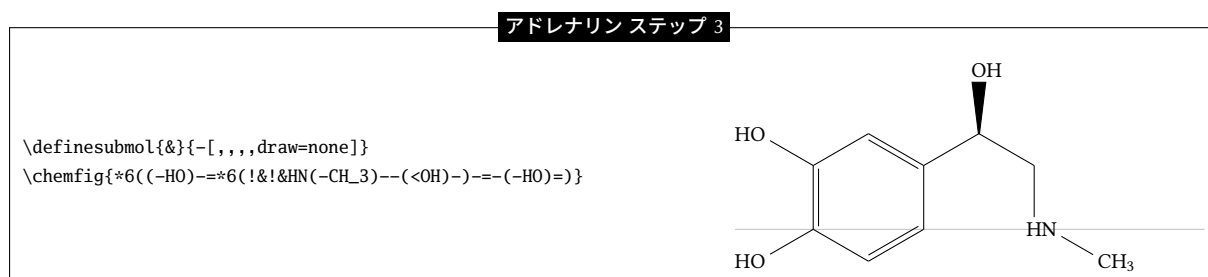 アドレナリン ステップ 3
\definesubmol{&}{-[,,,,draw=none]}
\chemfig{*6((-HO)-=*6(!&!&HN(-CH_3)--(<OH)-)-=-(-HO)=)}
OH
HO
HN
HO
CH3